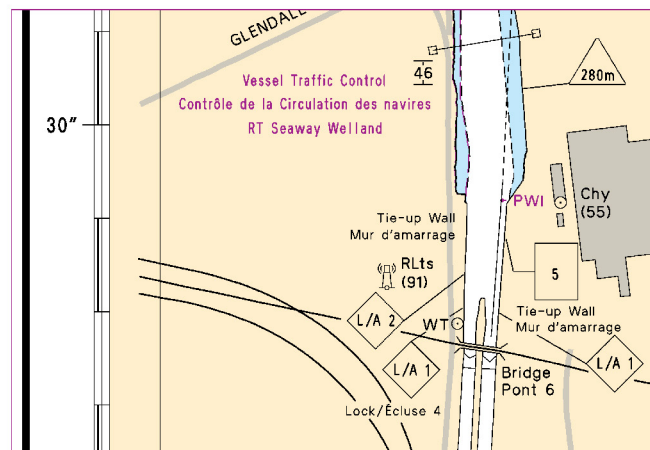 GLENDALE
46
280m
Vessel Traffic Control
Contrôle de la Circulation des navires
RT Seaway Welland
30"
PWI
Chy
(55)
Tie-up Wall
Mur d'amarrage
RLts
(91)
5
L/A 2
WT
Tie-up Wall
Mur d'amarrage
L/A 1
L/A 1
Bridge
Pont 6
Lock/Écluse 4